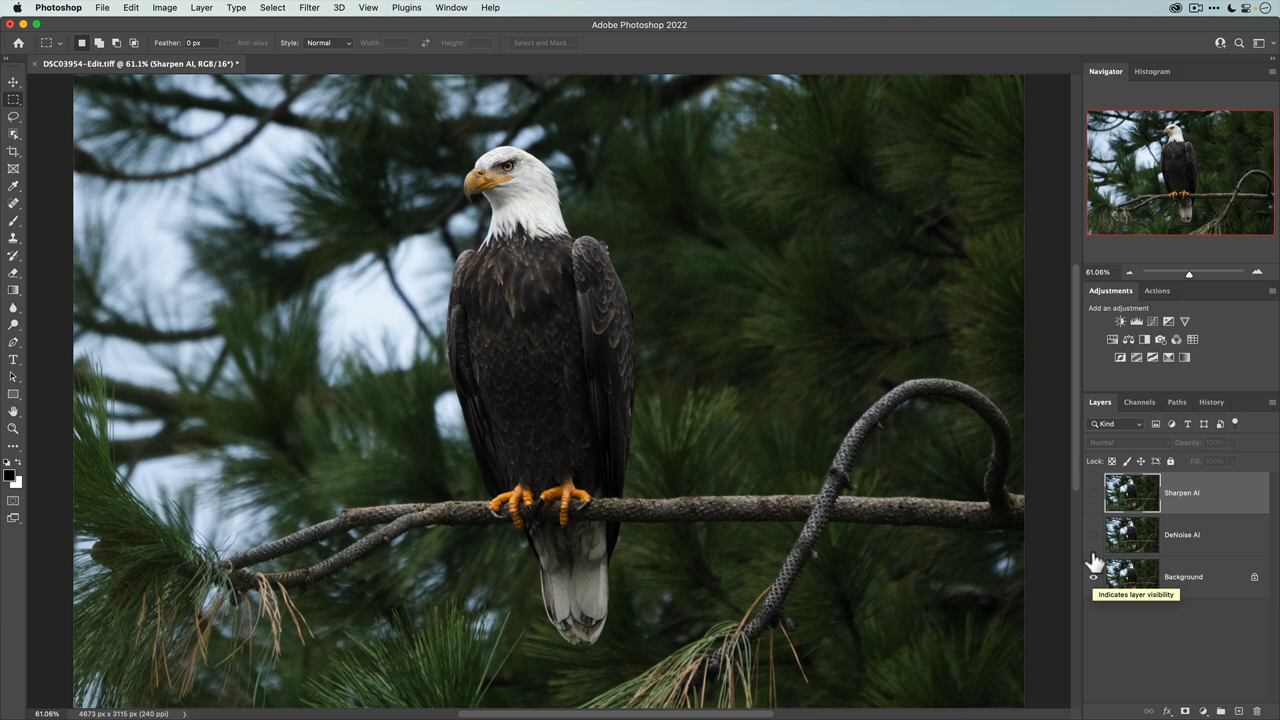 Photoshop File Edit Image Layer Type Select Filter 3D View Plugins Window Help
Adobe Photoshop 2022
Feather: 0 px Anti-alias Style: Normal Width: Height: Select and Mask...
DSC03954-Edit.tiff @ 61.1% (Sharpen AI, RGB/16*) *
Navigator Histogram
61.06%
Adjustments Actions
Add an adjustment
Layers Channels Paths History
Kind
Normal Opacity: 100%
Lock: Fill: 100%
Sharpen AI
DeNoise AI
Background
Indicates layer visibility
61.06% 4673 px x 3115 px (240 ppi)